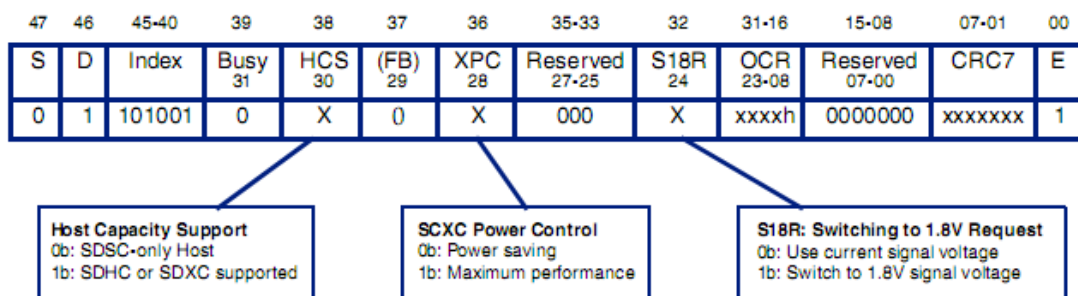 47 46 45-40 39 38 37 36 35-33 32 31-16 15-08 07-01 00
S D Index Busy HCS (FB) XPC Reserved S18R OCR Reserved CRC7 E
31 30 29 28 27-25 24 23-08 07-00
0 1 101001 0 X 0 X 000 X xxxxh 0000000 xxxxxxx 1
Host Capacity Support
0b: SDSC-only Host
1b: SDHC or SDXC supported
SCXC Power Control
0b: Power saving
1b: Maximum performance
S18R: Switching to 1.8V Request
0b: Use current signal voltage
1b: Switch to 1.8V signal voltage